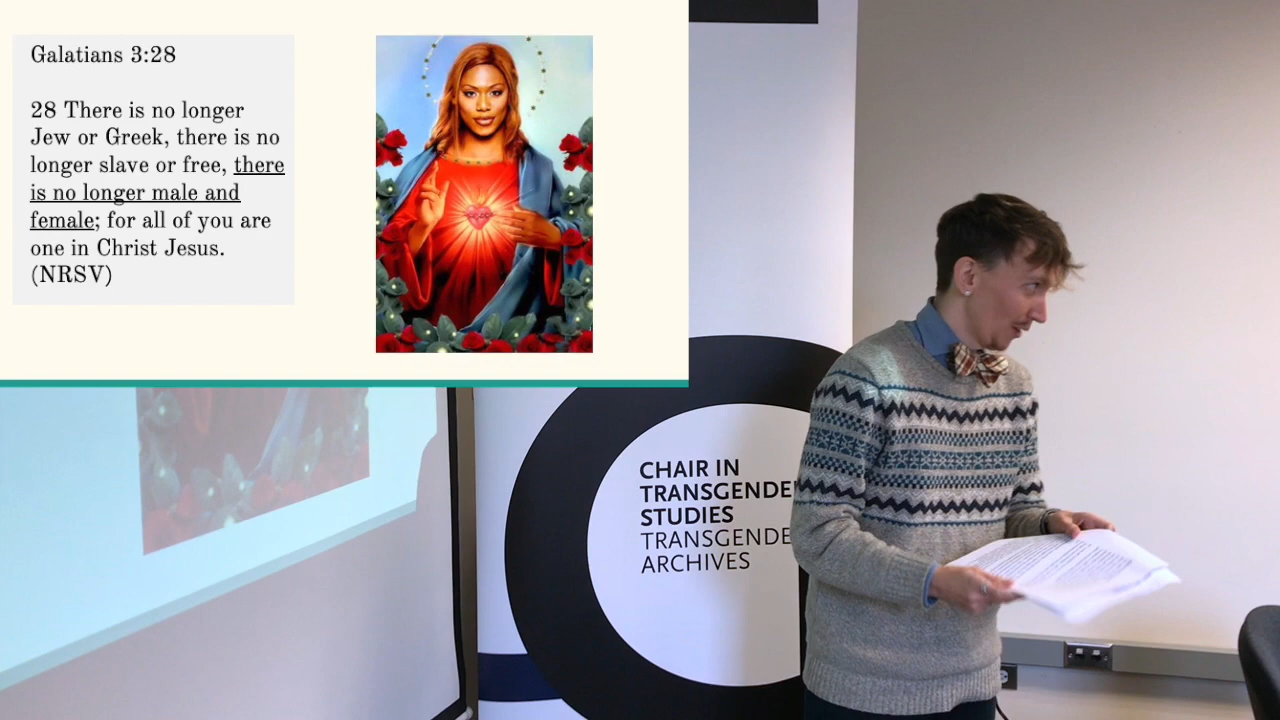 Galatians 3:28
28 There is no longer
Jew or Greek, there is no
longer slave or free, there
is no longer male and
female; for all of you are
one in Christ Jesus.
(NRSV)
CHAIR IN
TRANSGENDE
STUDIES
TRANSGENDE
ARCHIVES